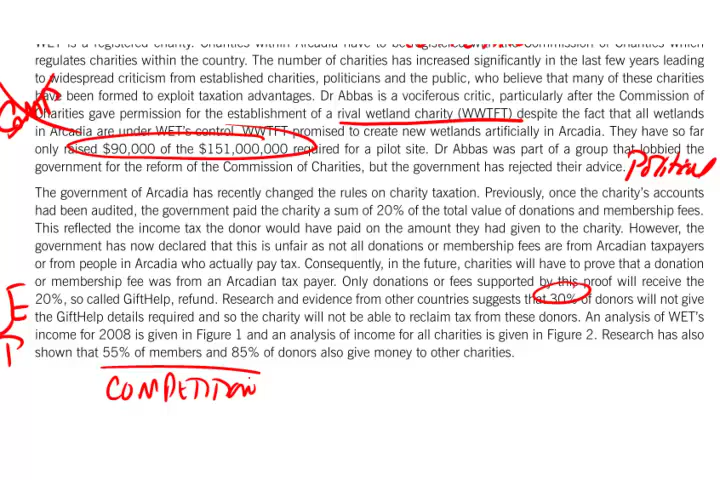 WET is a registered charity. Charities within Arcadia have to be registered with the Commission of Charities which
regulates charities within the country. The number of charities has increased significantly in the last few years leading
to widespread criticism from established charities, politicians and the public, who believe that many of these charities
have been formed to exploit taxation advantages. Dr Abbas is a vociferous critic, particularly after the Commission of
Charities gave permission for the establishment of a rival wetland charity (WWTFT) despite the fact that all wetlands
in Arcadia are under WET's control. WWTFT promised to create new wetlands artificially in Arcadia. They have so far
only raised $90,000 of the $151,000,000 required for a pilot site. Dr Abbas was part of a group that lobbied the
government for the reform of the Commission of Charities, but the government has rejected their advice.
Political
The government of Arcadia has recently changed the rules on charity taxation. Previously, once the charity's accounts
had been audited, the government paid the charity a sum of 20% of the total value of donations and membership fees.
This reflected the income tax the donor would have paid on the amount they had given to the charity. However, the
government has now declared that this is unfair as not all donations or membership fees are from Arcadian taxpayers
or from people in Arcadia who actually pay tax. Consequently, in the future, charities will have to prove that a donation
or membership fee was from an Arcadian tax payer. Only donations or fees supported by this proof will receive the
20%, so called GiftHelp, refund. Research and evidence from other countries suggests that 30% of donors will not give
the GiftHelp details required and so the charity will not be able to reclaim tax from these donors. An analysis of WET's
income for 2008 is given in Figure 1 and an analysis of income for all charities is given in Figure 2. Research has also
shown that 55% of members and 85% of donors also give money to other charities.
E
P
COMPETITION